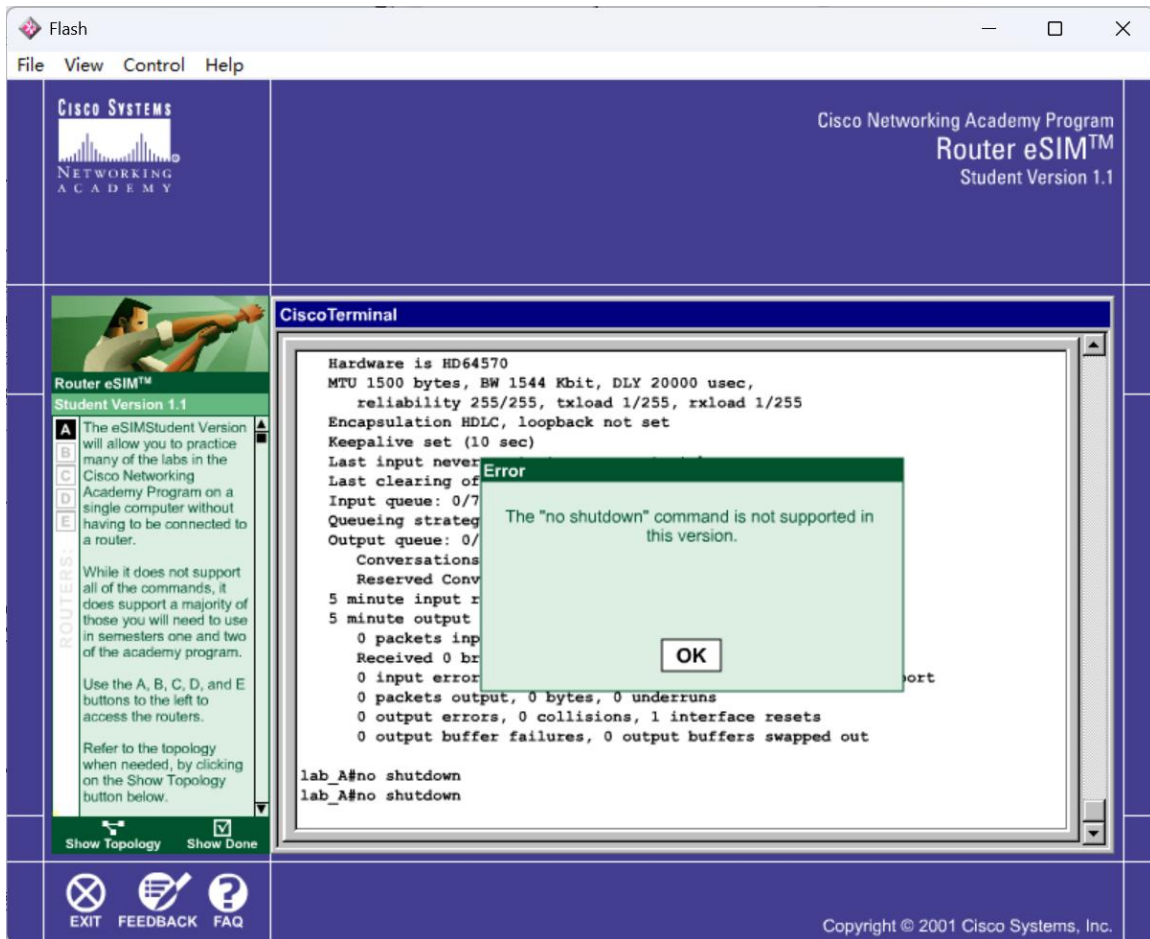 Flash
File View Control Help
CISCO SYSTEMS
NETWORKING
ACADEMY
Cisco Networking Academy Program
Router eSIM™
Student Version 1.1
Router eSIM™
Student Version 1.1
A
B
C
D
E
ROUTERS:
The eSIMStudent Version
will allow you to practice
many of the labs in the
Cisco Networking
Academy Program on a
single computer without
having to be connected to
a router.
While it does not support
all of the commands, it
does support a majority of
those you will need to use
in semesters one and two
of the academy program.
Use the A, B, C, D, and E
buttons to the left to
access the routers.
Refer to the topology
when needed, by clicking
on the Show Topology
button below.
Show Topology Show Done
CiscoTerminal
Hardware is HD64570
MTU 1500 bytes, BW 1544 Kbit, DLY 20000 usec,
reliability 255/255, txload 1/255, rxload 1/255
Encapsulation HDLC, loopback not set
Keepalive set (10 sec)
Last input never
Last clearing of
Input queue: 0/7
Queueing strateg
Output queue: 0/
Conversations
Reserved Conv
5 minute input r
5 minute output
0 packets inp
Received 0 br
0 input error ort
0 packets output, 0 bytes, 0 underruns
0 output errors, 0 collisions, 1 interface resets
0 output buffer failures, 0 output buffers swapped out
lab_A#no shutdown
lab_A#no shutdown
Error
The "no shutdown" command is not supported in
this version.
OK
EXIT FEEDBACK FAQ
Copyright © 2001 Cisco Systems, Inc.